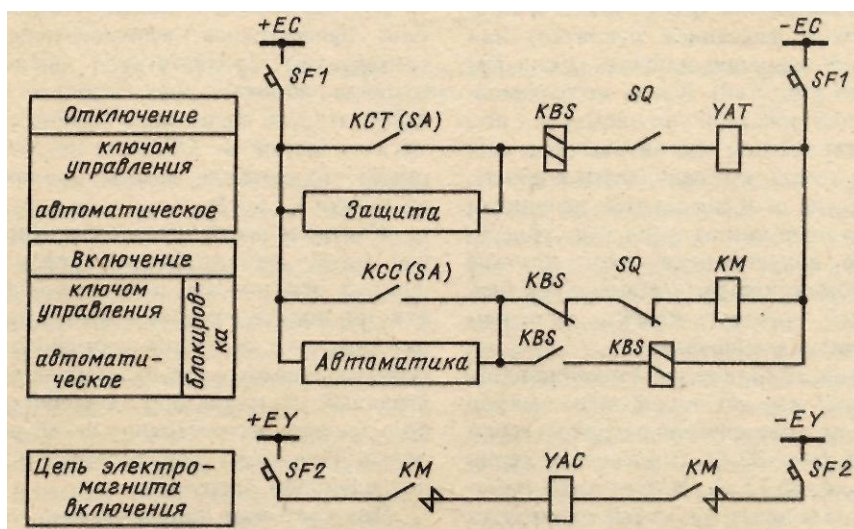 +EC
-EC
SF1
SF1
Отключение
ключом
управления
автоматическое
KCT (SA)
KBS
SQ
YAT
Защита
Включение
ключом
управления
автомати-
ческое
блокиров-
ка
KCC (SA)
KBS
SQ
KM
Автоматика
KBS
KBS
+EY
-EY
Цепь электро-
магнита
включения
SF2
KM
YAC
KM
SF2